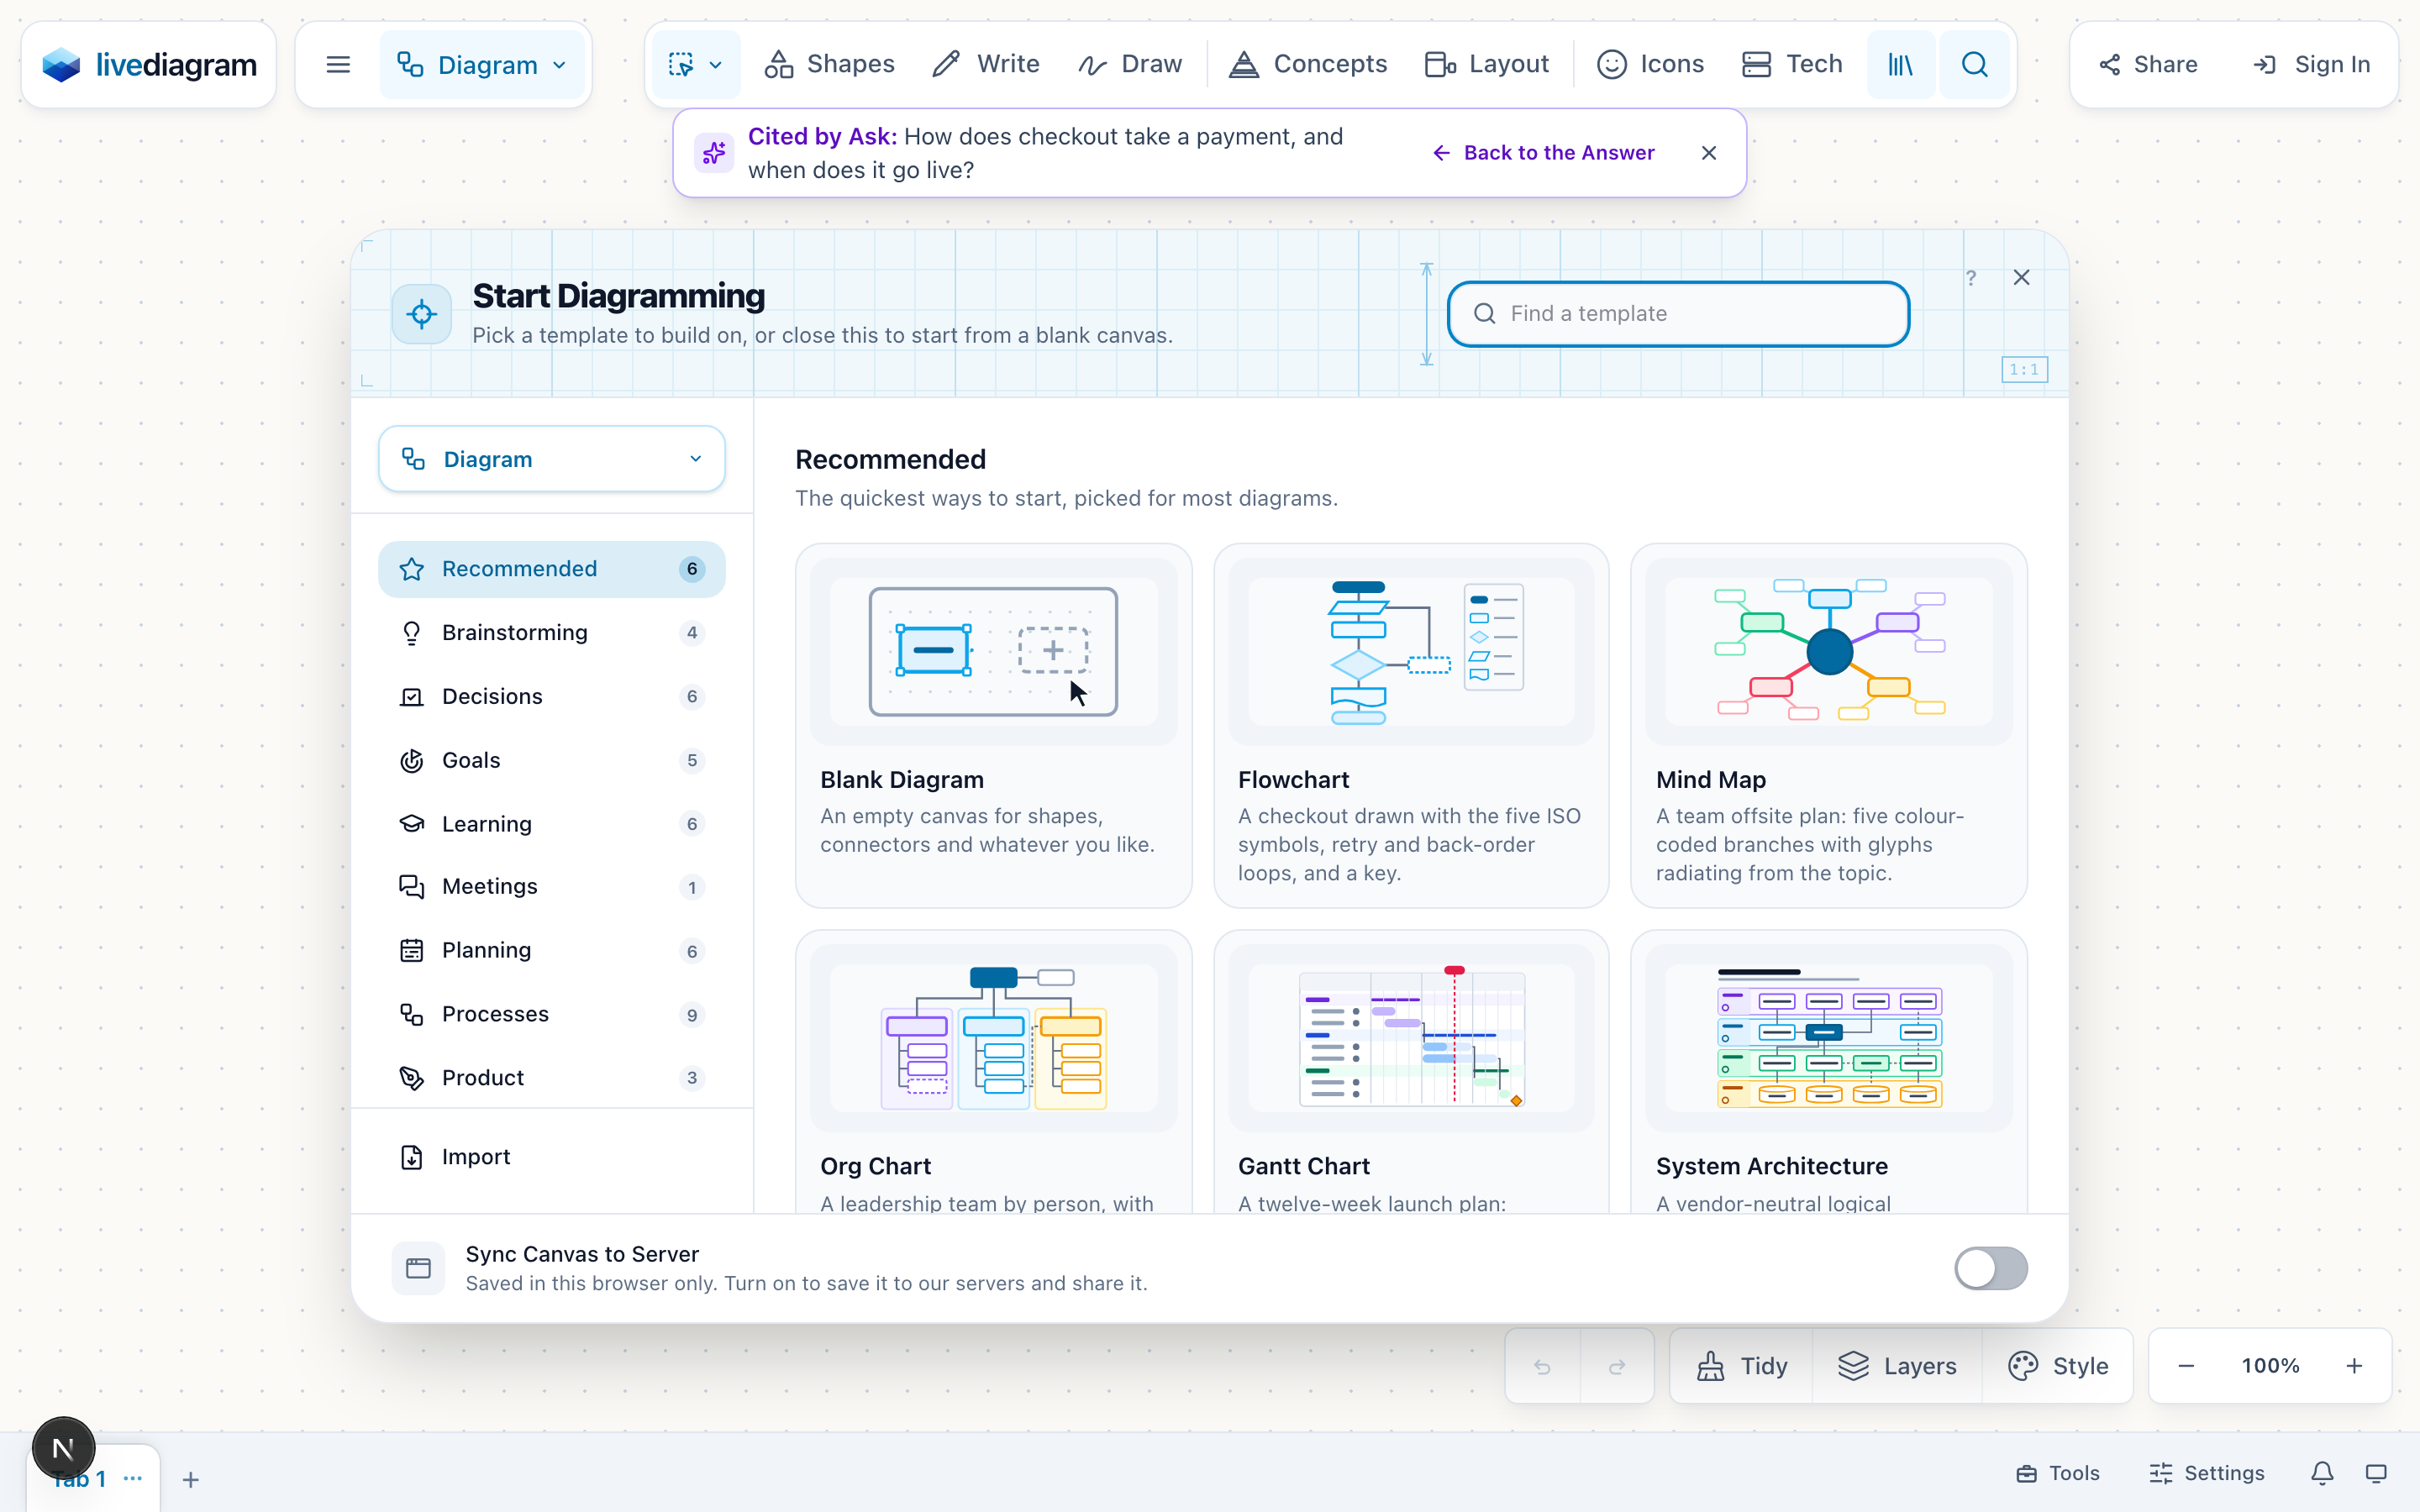 livediagram
Diagram
Shapes
Write
Draw
Concepts
Layout
Icons
Tech
Share
Sign In
Cited by Ask: How does checkout take a payment, and
when does it go live?
Back to the Answer
Start Diagramming
Pick a template to build on, or close this to start from a blank canvas.
Find a template
?
1:1
Diagram
Recommended 6
Brainstorming 4
Decisions 6
Goals 5
Learning 6
Meetings 1
Planning 6
Processes 9
Product 3
Import
Recommended
The quickest ways to start, picked for most diagrams.
Blank Diagram
An empty canvas for shapes,
connectors and whatever you like.
Flowchart
A checkout drawn with the five ISO
symbols, retry and back-order
loops, and a key.
Mind Map
A team offsite plan: five colour-
coded branches with glyphs
radiating from the topic.
Org Chart
A leadership team by person, with
Gantt Chart
A twelve-week launch plan:
System Architecture
A vendor-neutral logical
Sync Canvas to Server
Saved in this browser only. Turn on to save it to our servers and share it.
Tidy
Layers
Style
100%
N
Tab 1
Tools
Settings